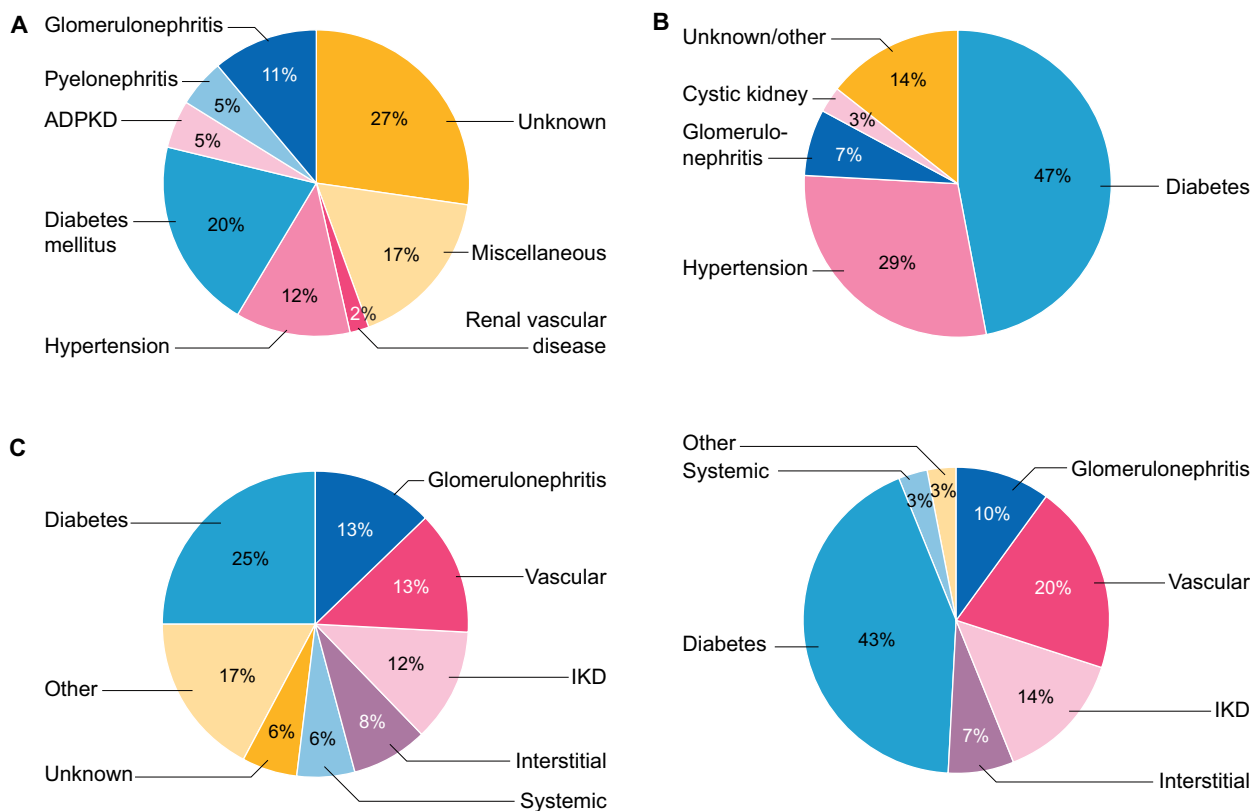 A
Glomerulonephritis
Pyelonephritis
ADPKD
Diabetes
mellitus
Hypertension
Renal vascular
disease
Miscellaneous
Unknown
11%
5%
5%
20%
12%
2%
17%
27%
B
Unknown/other
Cystic kidney
Glomerulo-
nephritis
Hypertension
Diabetes
14%
3%
7%
29%
47%
C
Diabetes
Other
Unknown
Systemic
Interstitial
IKD
Vascular
Glomerulonephritis
25%
17%
6%
6%
8%
12%
13%
13%
Other
Systemic
Diabetes
Interstitial
IKD
Vascular
Glomerulonephritis
3%
3%
43%
7%
14%
20%
10%